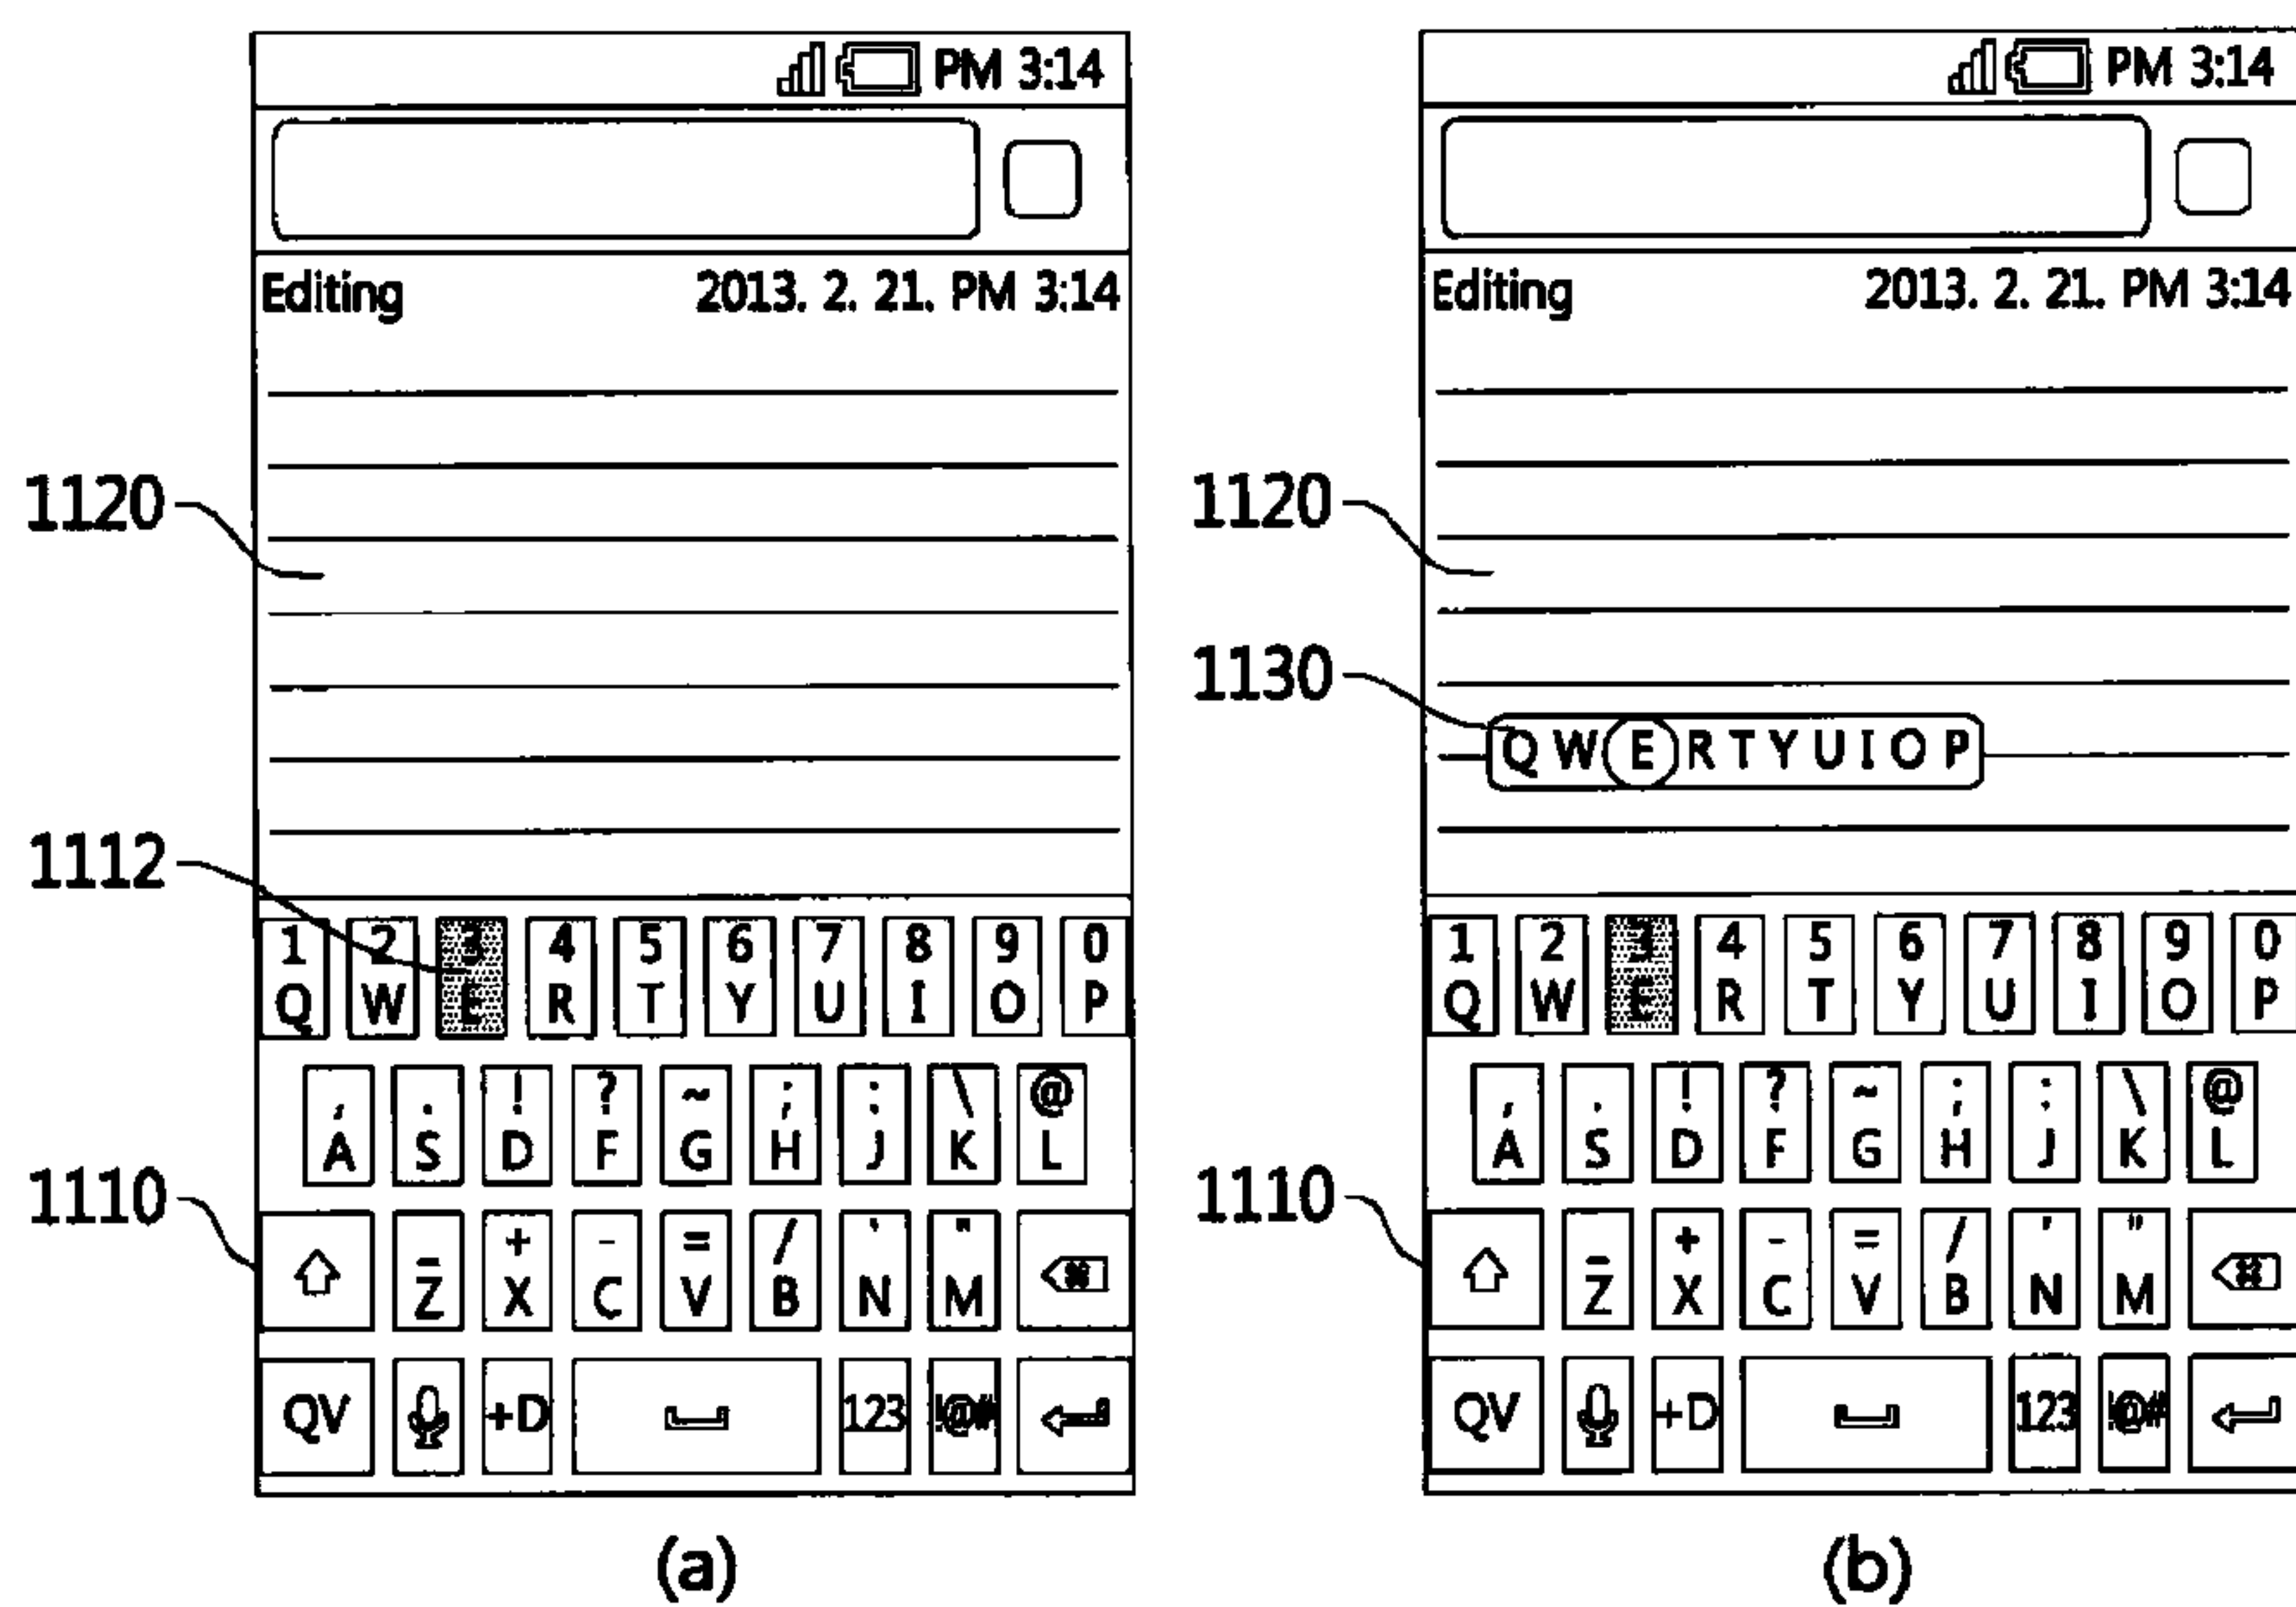 PM 3:14
Editing 2013. 2. 21. PM 3:14
1120
1112
1 2 3 4 5 6 7 8 9 0
Q W E R T Y U I O P
, . ! ? ~ ; : \ @
A S D F G H J K L
1110
_ + - = / ' "
Z X C V B N M
QV +D 123 !@#
(a)
PM 3:14
Editing 2013. 2. 21. PM 3:14
1120
1130
Q W E R T Y U I O P
1 2 3 4 5 6 7 8 9 0
Q W E R T Y U I O P
, . ! ? ~ ; : \ @
A S D F G H J K L
1110
_ + - = / ' "
Z X C V B N M
QV +D 123 !@#
(b)